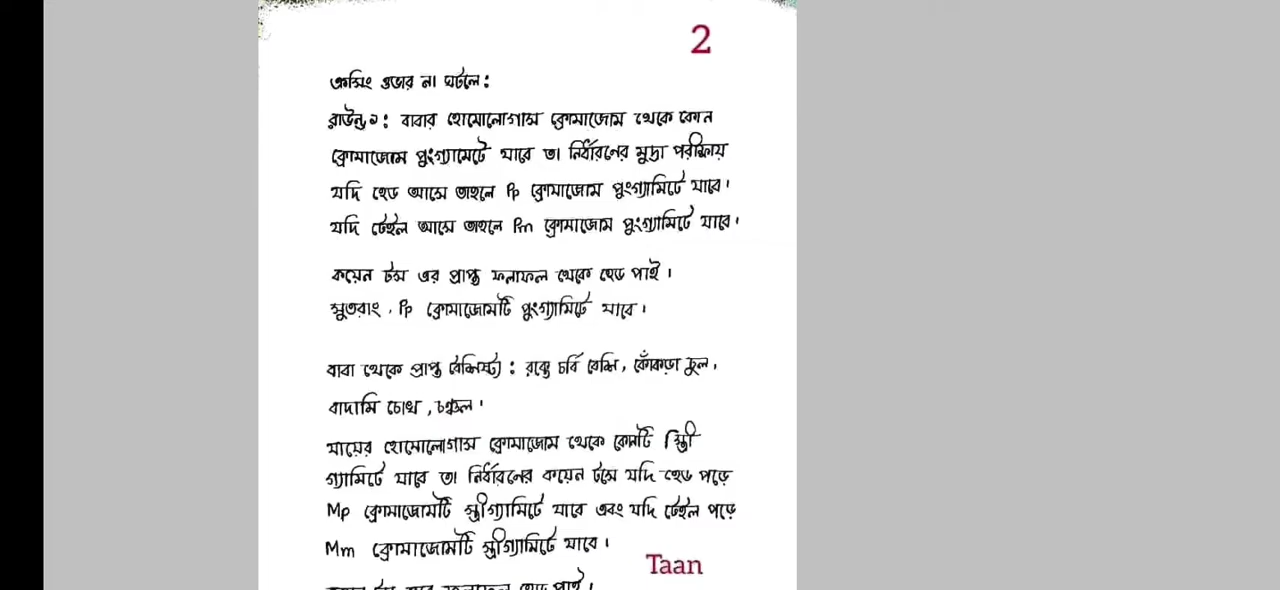 2
ক্রসিং ওভার না ঘটলে :
রাউন্ড ১ : বাবার হোমোলোগাস ক্রোমাজোম থেকে কোন
ক্রোমাজোম পুংগ্যামেটে যাবে তা নির্ধারনের মুদ্রা পরীক্ষায়
যদি হেড আসে তাহলে Pp ক্রোমাজোম পুংগ্যামিটে যাবে।
যদি টেইল আসে তাহলে Pm ক্রোমাজোম পুংগ্যামিটে যাবে।
কয়েন টস এর প্রাপ্ত ফলাফল থেকে হেড পাই।
সুতরাং, Pp ক্রোমাজোমটি পুংগ্যামিটে যাবে।
বাবা থেকে প্রাপ্ত বৈশিষ্ট্য : রক্তে চর্বি বেশি, কোঁকড়া চুল,
বাদামি চোখ, চঞ্চল।
মায়ের হোমোলোগাস ক্রোমাজোম থেকে কোনটি স্ত্রী
গ্যামিটে যাবে তা নির্ধারনের কয়েন টসে যদি হেড পড়ে
Mp ক্রোমাজোমটি স্ত্রীগ্যামিটে যাবে এবং যদি টেইল পড়ে
Mm ক্রোমাজোমটি স্ত্রীগ্যামিটে যাবে।
Taan